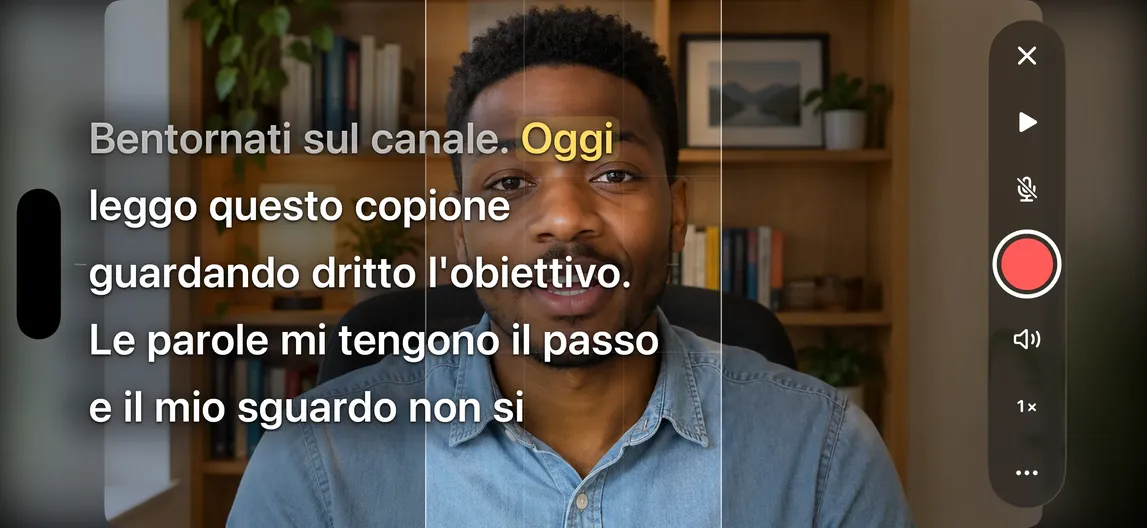 Bentornati sul canale. Oggi
leggo questo copione
guardando dritto l'obiettivo.
Le parole mi tengono il passo
e il mio sguardo non si
1×